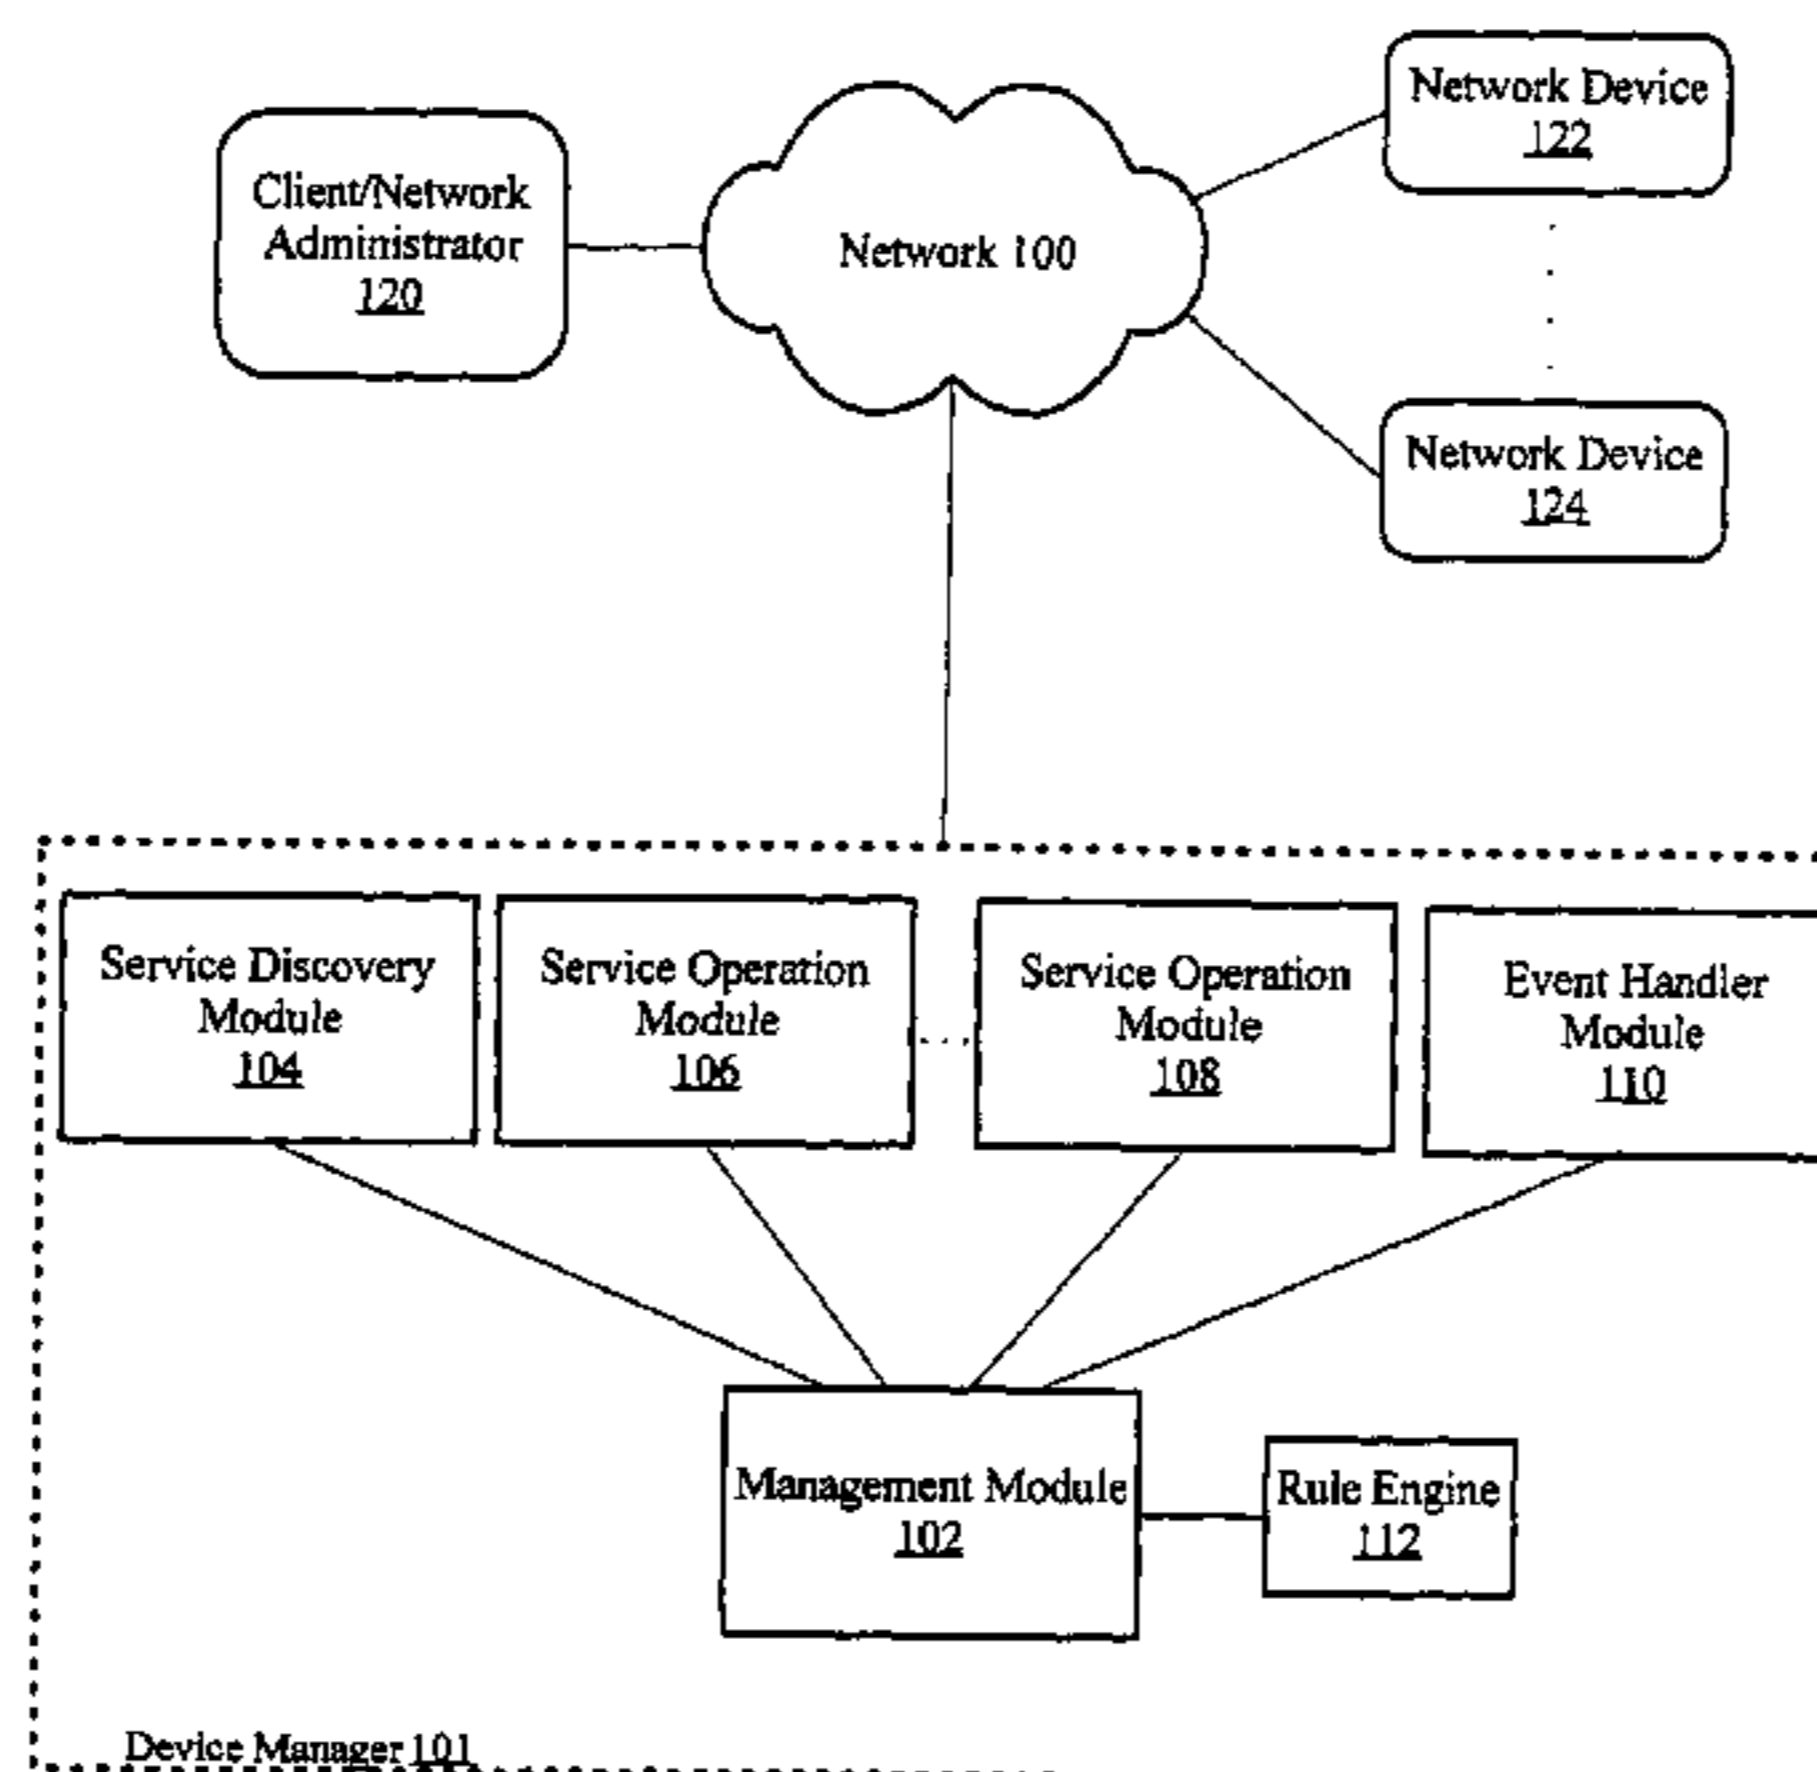 Network Device
122
Client/Network
Administrator
120
Network 100
Network Device
124
Service Discovery
Module
104
Service Operation
Module
106
Service Operation
Module
108
Event Handler
Module
110
Management Module
102
Rule Engine
112
Device Manager 101